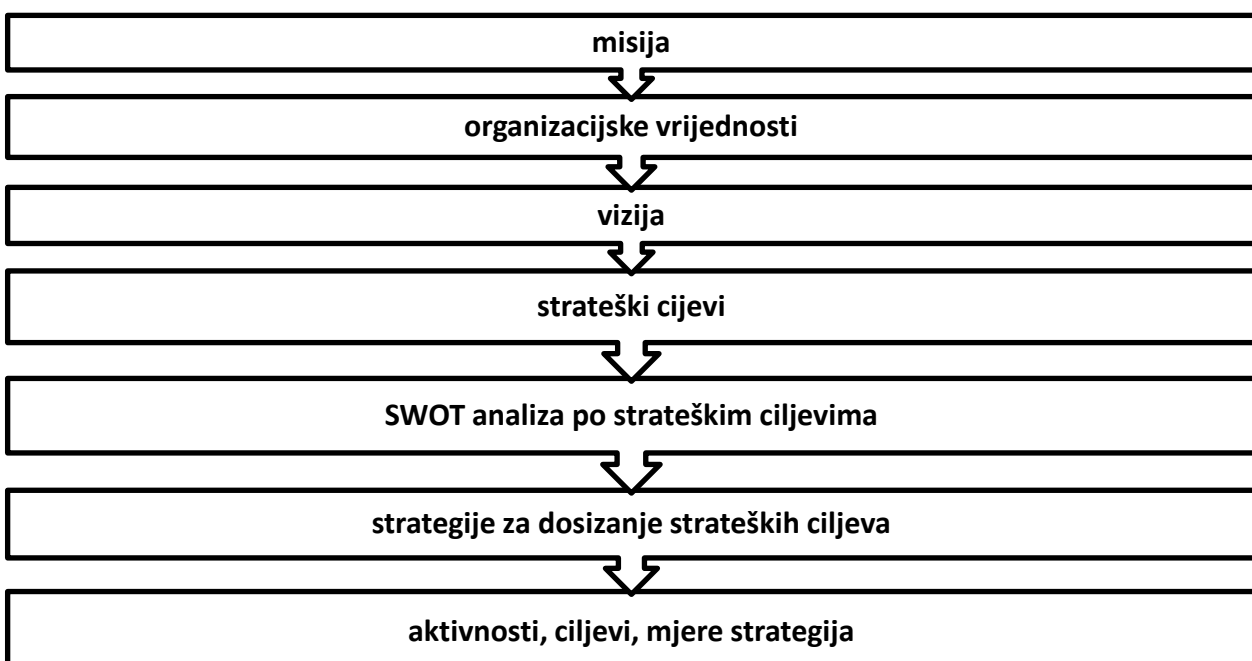 misija
organizacijske vrijednosti
vizija
strateški cijevi
SWOT analiza po strateškim ciljevima
strategije za dosizanje strateških ciljeva
aktivnosti, ciljevi, mjere strategija